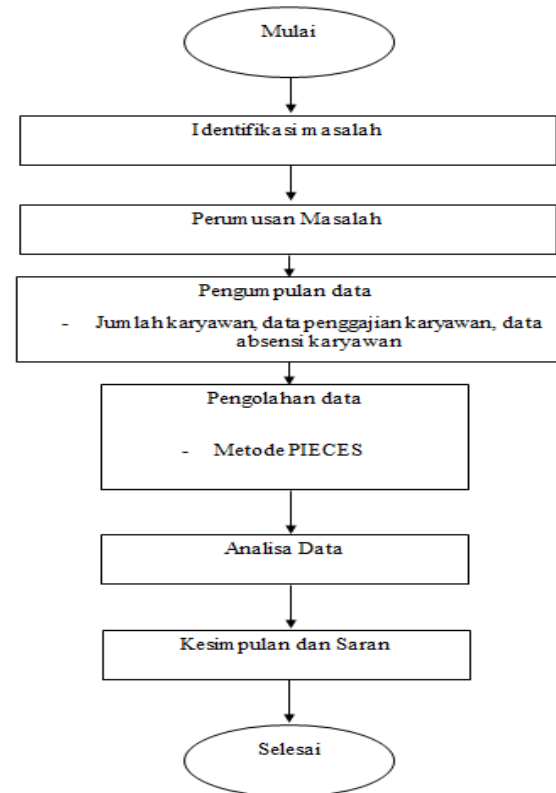 Mulai
Identifikasi masalah
Perumusan Masalah
Pengumpulan data
- Jumlah karyawan, data penggajian karyawan, data
absensi karyawan
Pengolahan data
- Metode PIECES
Analisa Data
Kesimpulan dan Saran
Selesai